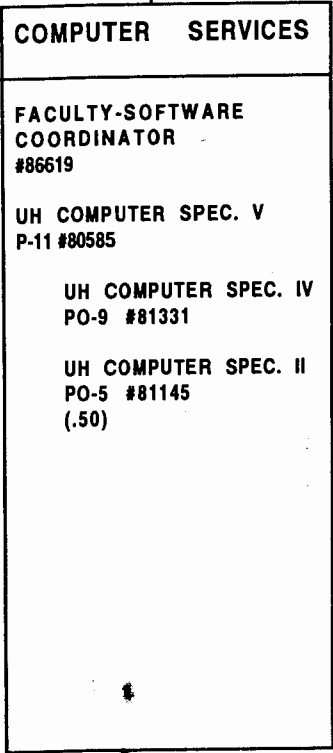 COMPUTER SERVICES
FACULTY-SOFTWARE
COORDINATOR
#86619
UH COMPUTER SPEC. V
P-11 #80585
UH COMPUTER SPEC. IV
PO-9 #81331
UH COMPUTER SPEC. II
PO-5 #81145
(.50)